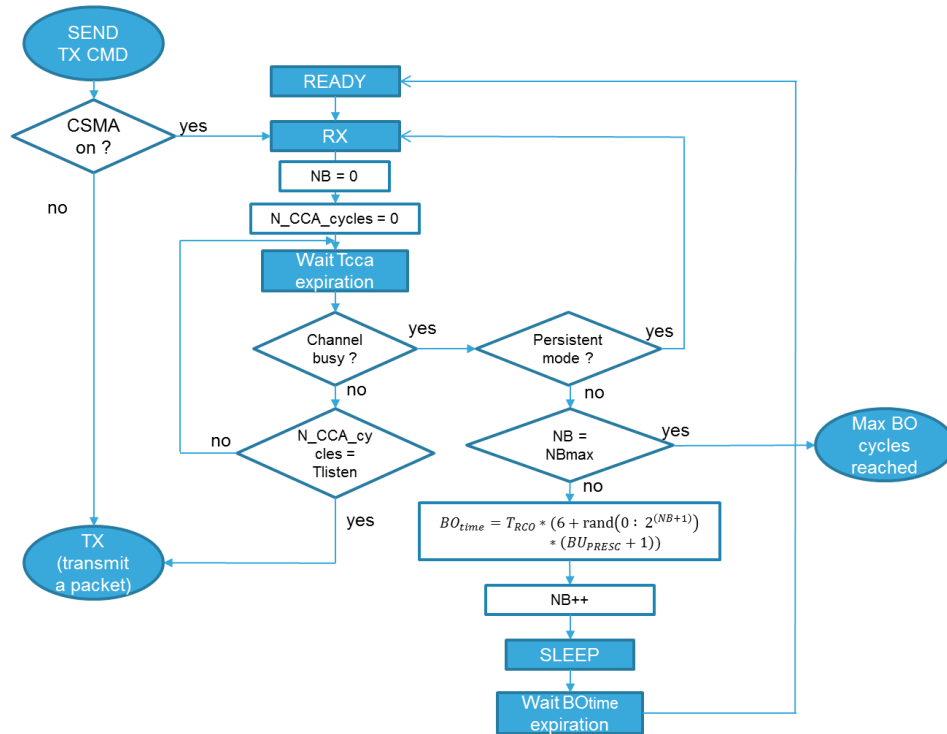 SEND
TX CMD
READY
CSMA
on ?
yes
RX
NB = 0
no
N_CCA_cycles = 0
Wait Tcca
expiration
Channel
busy ?
yes
Persistent
mode ?
yes
no
no
no
N_CCA_cy
cles =
Tlisten
NB =
NBmax
yes
Max BO
cycles
reached
no
yes
BO_time = T_RCO * (6 + rand(0 : 2^(NB+1))
* (BU_PRESC + 1))
TX
(transmit
a packet)
NB++
SLEEP
Wait BOtime
expiration